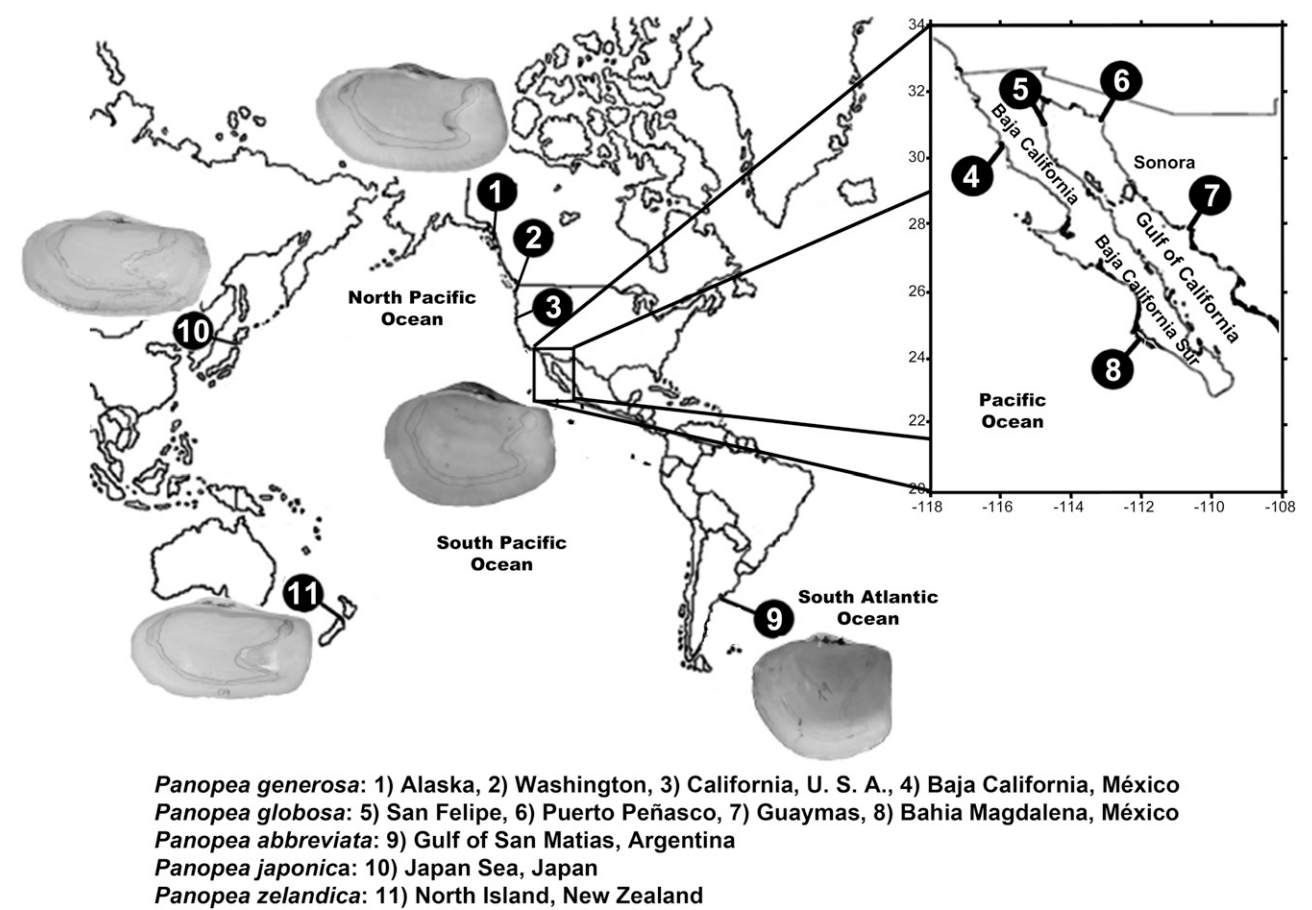 34
32
30
28
26
24
22
20
-118
-116
-114
-112
-110
-108
1
2
3
4
5
6
7
8
9
10
11
North Pacific
Ocean
South Pacific
Ocean
South Atlantic
Ocean
Baja California
Sonora
Gulf of California
Baja California Sur
Pacific
Ocean
Panopea generosa: 1) Alaska, 2) Washington, 3) California, U. S. A., 4) Baja California, México
Panopea globosa: 5) San Felipe, 6) Puerto Peñasco, 7) Guaymas, 8) Bahia Magdalena, México
Panopea abbreviata: 9) Gulf of San Matias, Argentina
Panopea japonica: 10) Japan Sea, Japan
Panopea zelandica: 11) North Island, New Zealand